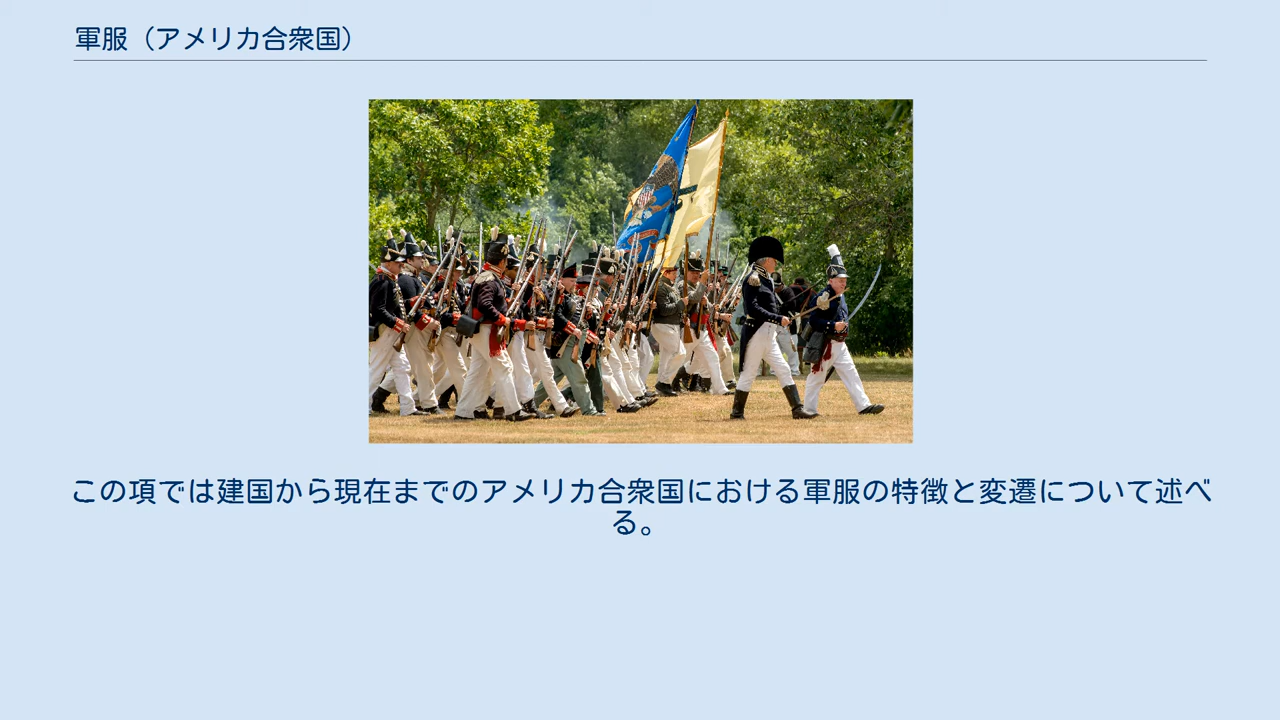 軍服（アメリカ合衆国）
この項では建国から現在までのアメリカ合衆国における軍服の特徴と変遷について述べ
る。